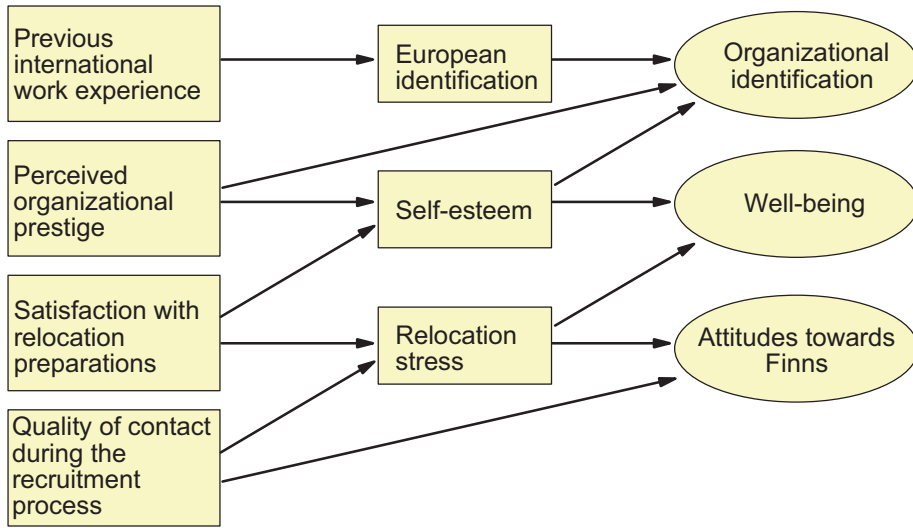 Previous
international
work experience
European
identification
Organizational
identification
Perceived
organizational
prestige
Self-esteem
Well-being
Satisfaction with
relocation
preparations
Relocation
stress
Attitudes towards
Finns
Quality of contact
during the
recruitment
process